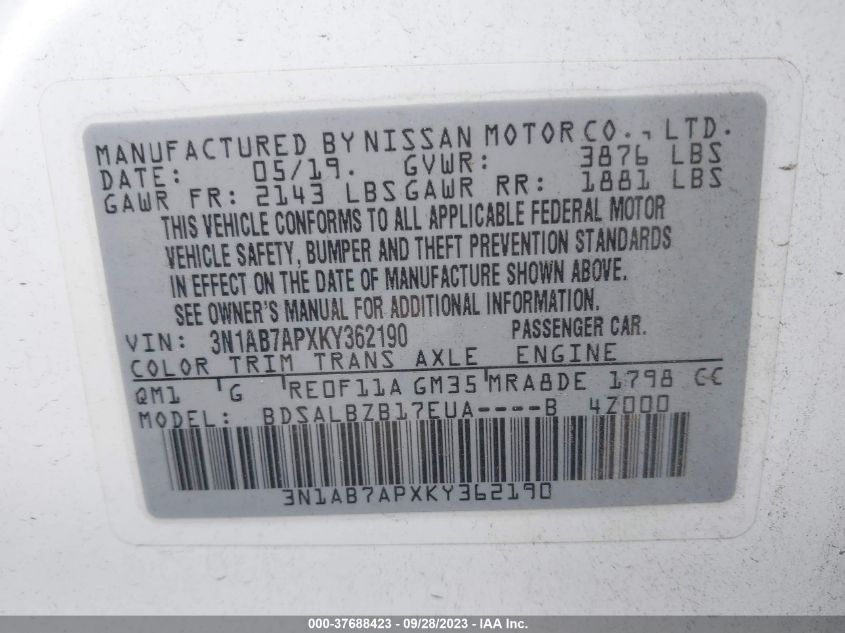 MANUFACTURED BY NISSAN MOTOR CO., LTD.
DATE: 05/19. GVWR: 3876 LBS
GAWR FR: 2143 LBS GAWR RR: 1881 LBS
THIS VEHICLE CONFORMS TO ALL APPLICABLE FEDERAL MOTOR
VEHICLE SAFETY, BUMPER AND THEFT PREVENTION STANDARDS
IN EFFECT ON THE DATE OF MANUFACTURE SHOWN ABOVE.
SEE OWNER'S MANUAL FOR ADDITIONAL INFORMATION.
VIN: 3N1AB7APXKY362190 PASSENGER CAR.
COLOR TRIM TRANS AXLE ENGINE
QM1 G RE0F11A GM35 MRA8DE 1798 CC
MODEL: BDSALBZB17EUA----B 4Z000
3N1AB7APXKY362190
000-37688423 - 09/28/2023 - IAA Inc.